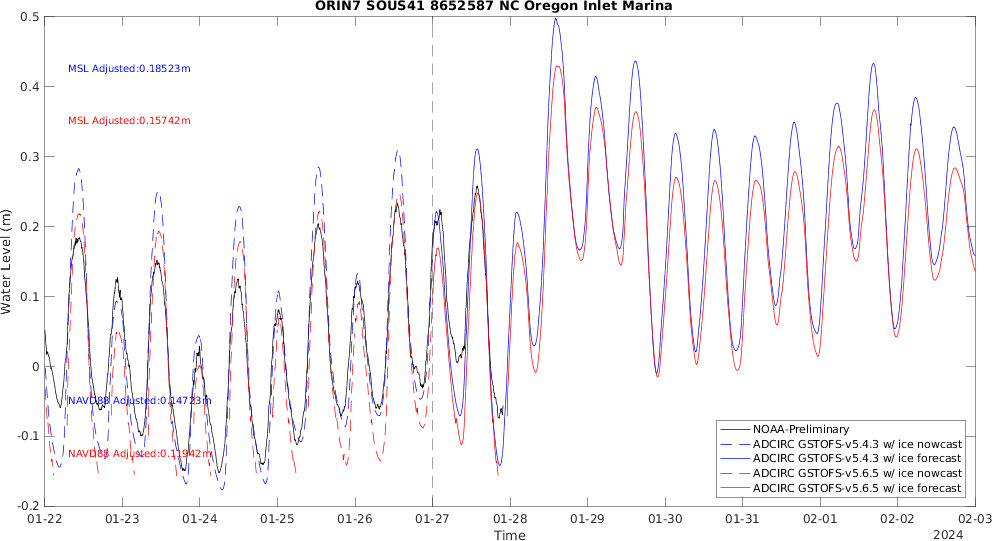 ORIN7 SOUS41 8652587 NC Oregon Inlet Marina
0.5
MSL Adjusted:0.18523m
0.4
MSL Adjusted:0.15742m
0.3
Water Level (m)
0.2
0.1
0
NAVD88 Adjusted:0.14723m
-0.1
NAVD88 Adjusted:0.11942m
-0.2
NOAA-Preliminary
ADCIRC GSTOFS-v5.4.3 w/ ice nowcast
ADCIRC GSTOFS-v5.4.3 w/ ice forecast
ADCIRC GSTOFS-v5.6.5 w/ ice nowcast
ADCIRC GSTOFS-v5.6.5 w/ ice forecast
01-22 01-23 01-24 01-25 01-26 01-27 01-28 01-29 01-30 01-31 02-01 02-02 02-03
Time
2024